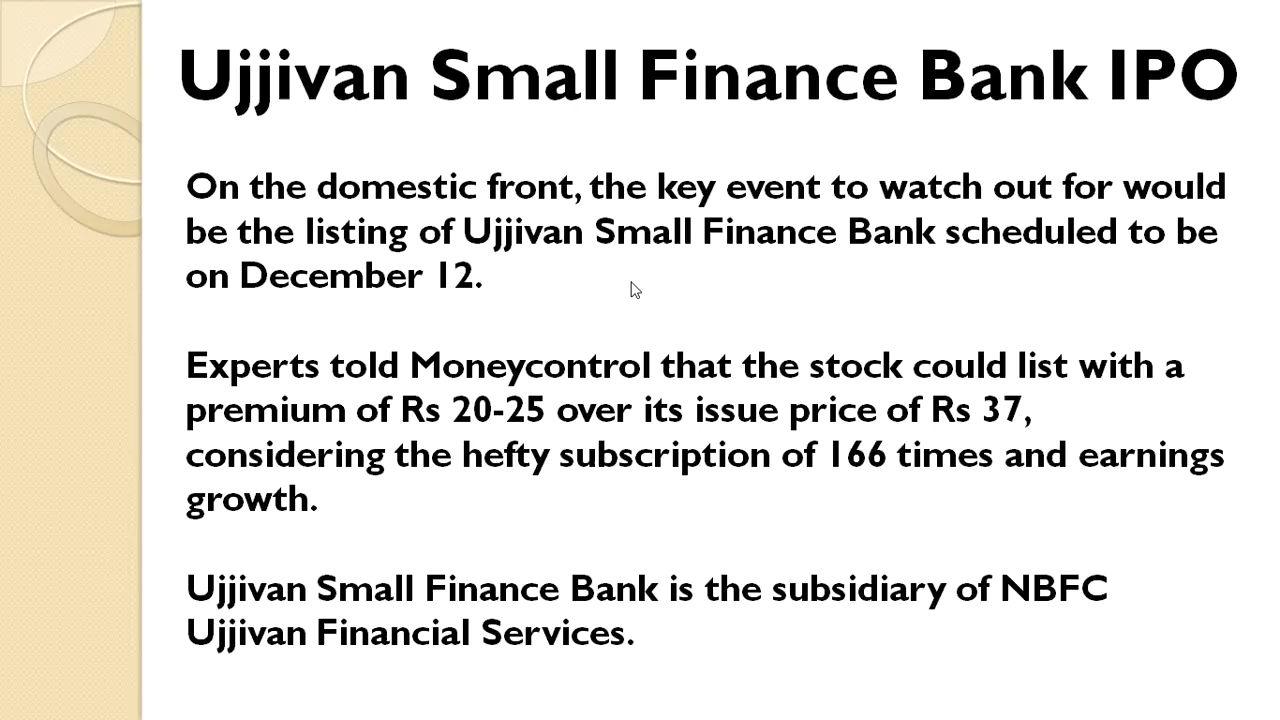 Ujjivan Small Finance Bank IPO
On the domestic front, the key event to watch out for would
be the listing of Ujjivan Small Finance Bank scheduled to be
on December 12.
Experts told Moneycontrol that the stock could list with a
premium of Rs 20-25 over its issue price of Rs 37,
considering the hefty subscription of 166 times and earnings
growth.
Ujjivan Small Finance Bank is the subsidiary of NBFC
Ujjivan Financial Services.